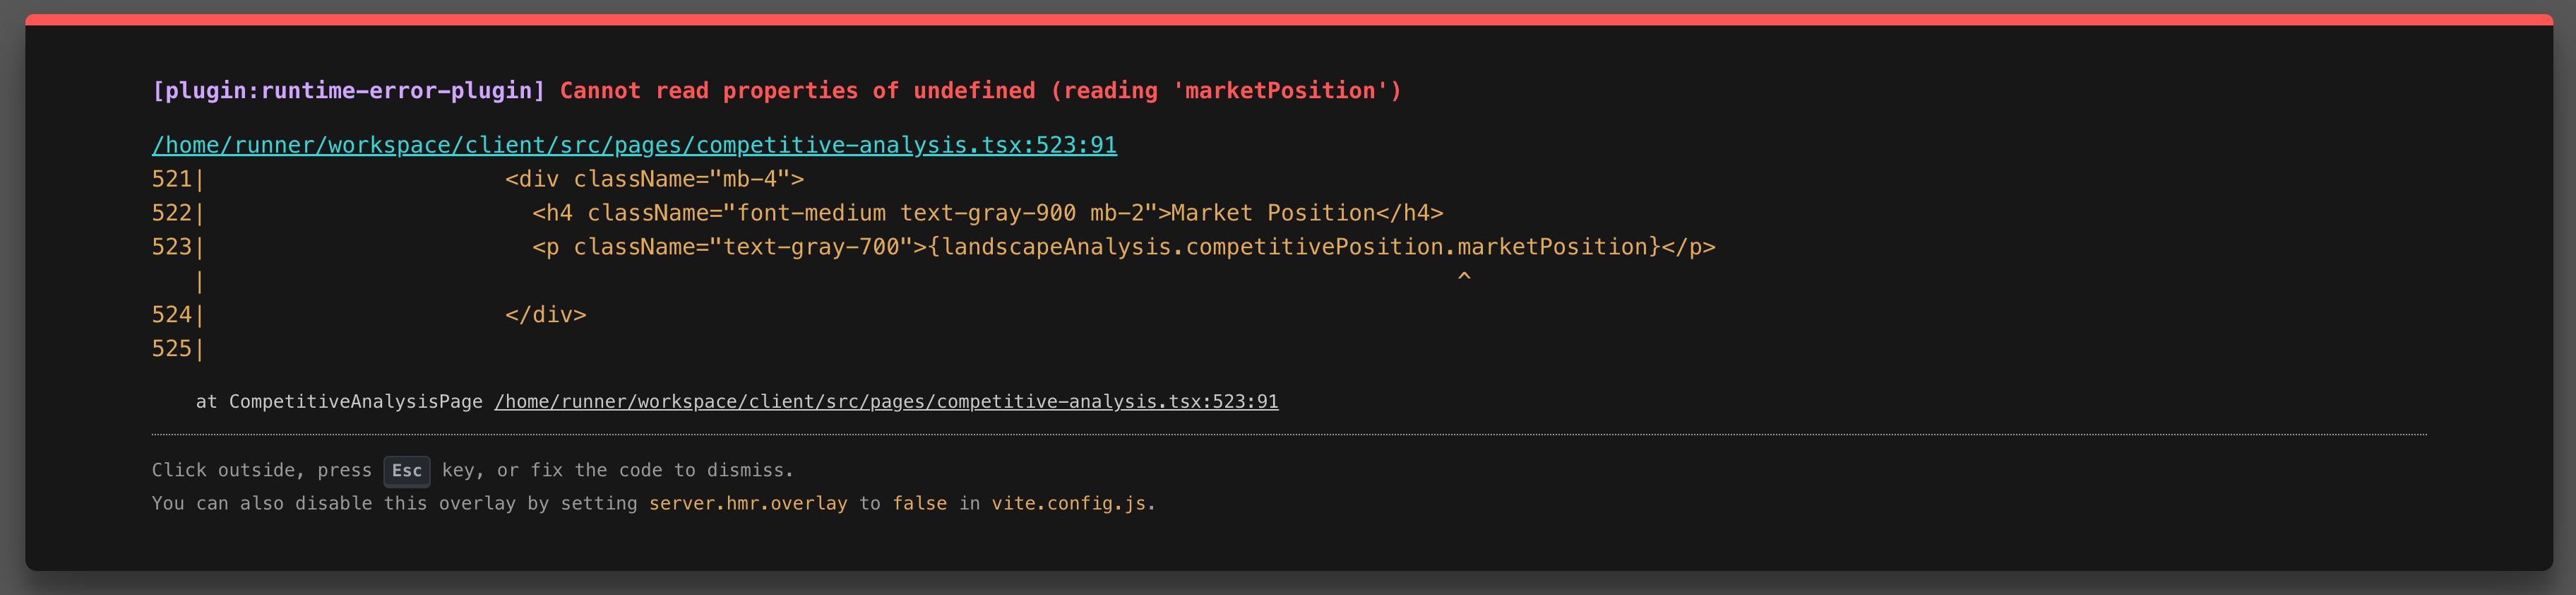 [plugin:runtime-error-plugin] Cannot read properties of undefined (reading 'marketPosition')
/home/runner/workspace/client/src/pages/competitive-analysis.tsx:523:91
521|                      <div className="mb-4">
522|                        <h4 className="font-medium text-gray-900 mb-2">Market Position</h4>
523|                        <p className="text-gray-700">{landscapeAnalysis.competitivePosition.marketPosition}</p>
   |                                                                                            ^
524|                      </div>
525|
    at CompetitiveAnalysisPage /home/runner/workspace/client/src/pages/competitive-analysis.tsx:523:91
Click outside, press Esc key, or fix the code to dismiss.
You can also disable this overlay by setting server.hmr.overlay to false in vite.config.js.